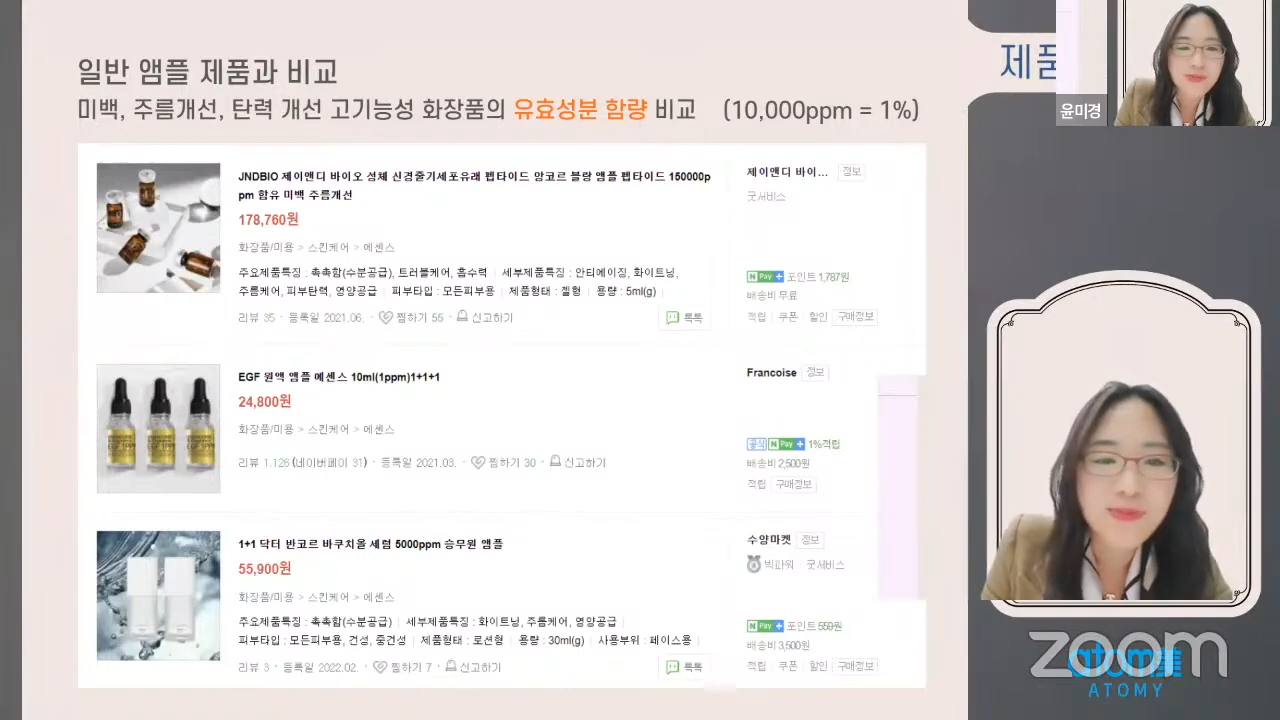 일반 앰플 제품과 비교
미백, 주름개선, 탄력 개선 고기능성 화장품의 유효성분 함량 비교 (10,000ppm = 1%)
제품
윤미경
JNDBIO 제이앤디 바이오 섬체 신경줄기세포유래 펩타이드 앙코르 블랑 앰플 펩타이드 150000p
pm 함유 미백 주름개선
178,760원
화장품/미용 > 스킨케어 > 에센스
주요제품특징 : 촉촉함(수분공급), 트러블케어, 흡수력 | 세부제품특징 : 안티에이징, 화이트닝,
주름케어, 피부탄력, 영양공급 | 피부타입 : 모든피부용 | 제품형태 : 젤형 | 용량 : 5ml(g)
리뷰 35 · 등록일 2021.06. · 찜하기 55 · 신고하기
톡톡
제이앤디 바이... 정보
굿서비스
N Pay + 포인트 1,787원
배송비 무료
적립 쿠폰 할인 구매정보
EGF 원액 앰플 에센스 10ml(1ppm)1+1+1
24,800원
화장품/미용 > 스킨케어 > 에센스
리뷰 1,126 (네이버페이 31) · 등록일 2021.03. · 찜하기 30 · 신고하기
Francoise 정보
공식 N Pay + 1%적립
배송비 2,500원
적립 구매정보
1+1 닥터 반코르 바쿠치올 세럼 5000ppm 승무원 앰플
55,900원
화장품/미용 > 스킨케어 > 에센스
주요제품특징 : 촉촉함(수분공급) | 세부제품특징 : 화이트닝, 주름케어, 영양공급
피부타입 : 모든피부용, 건성, 중건성 | 제품형태 : 로션형 | 용량 : 30ml(g) | 사용부위 : 페이스용
리뷰 3 · 등록일 2022.02. · 찜하기 7 · 신고하기
톡톡
수양마켓 정보
빅파워 굿서비스
N Pay + 포인트 559원
배송비 3,500원
적립 쿠폰 할인 구매정보
zoom
atom美
ATOMY